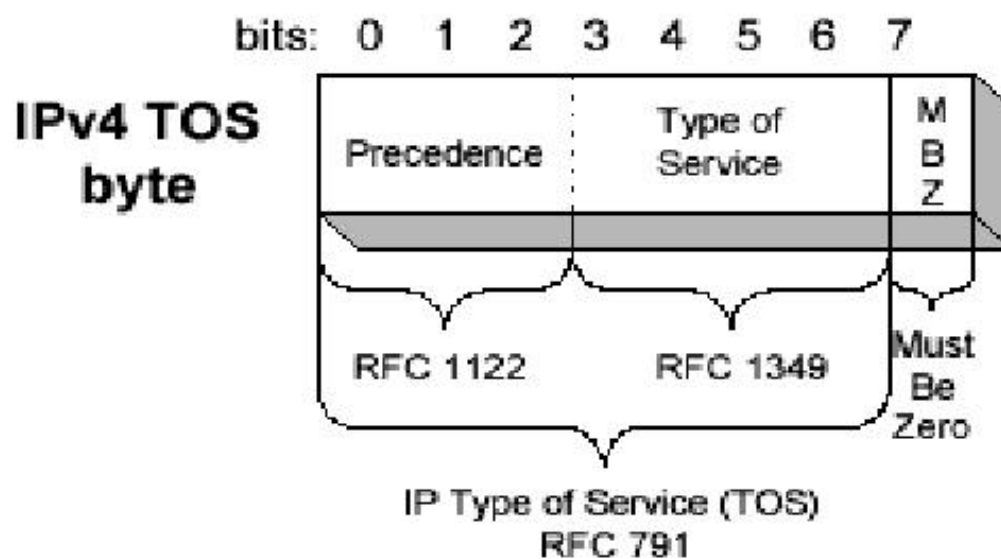 bits: 0 1 2 3 4 5 6 7
IPv4 TOS
byte
Precedence
Type of
Service
M
B
Z
RFC 1122
RFC 1349
Must
Be
Zero
IP Type of Service (TOS)
RFC 791